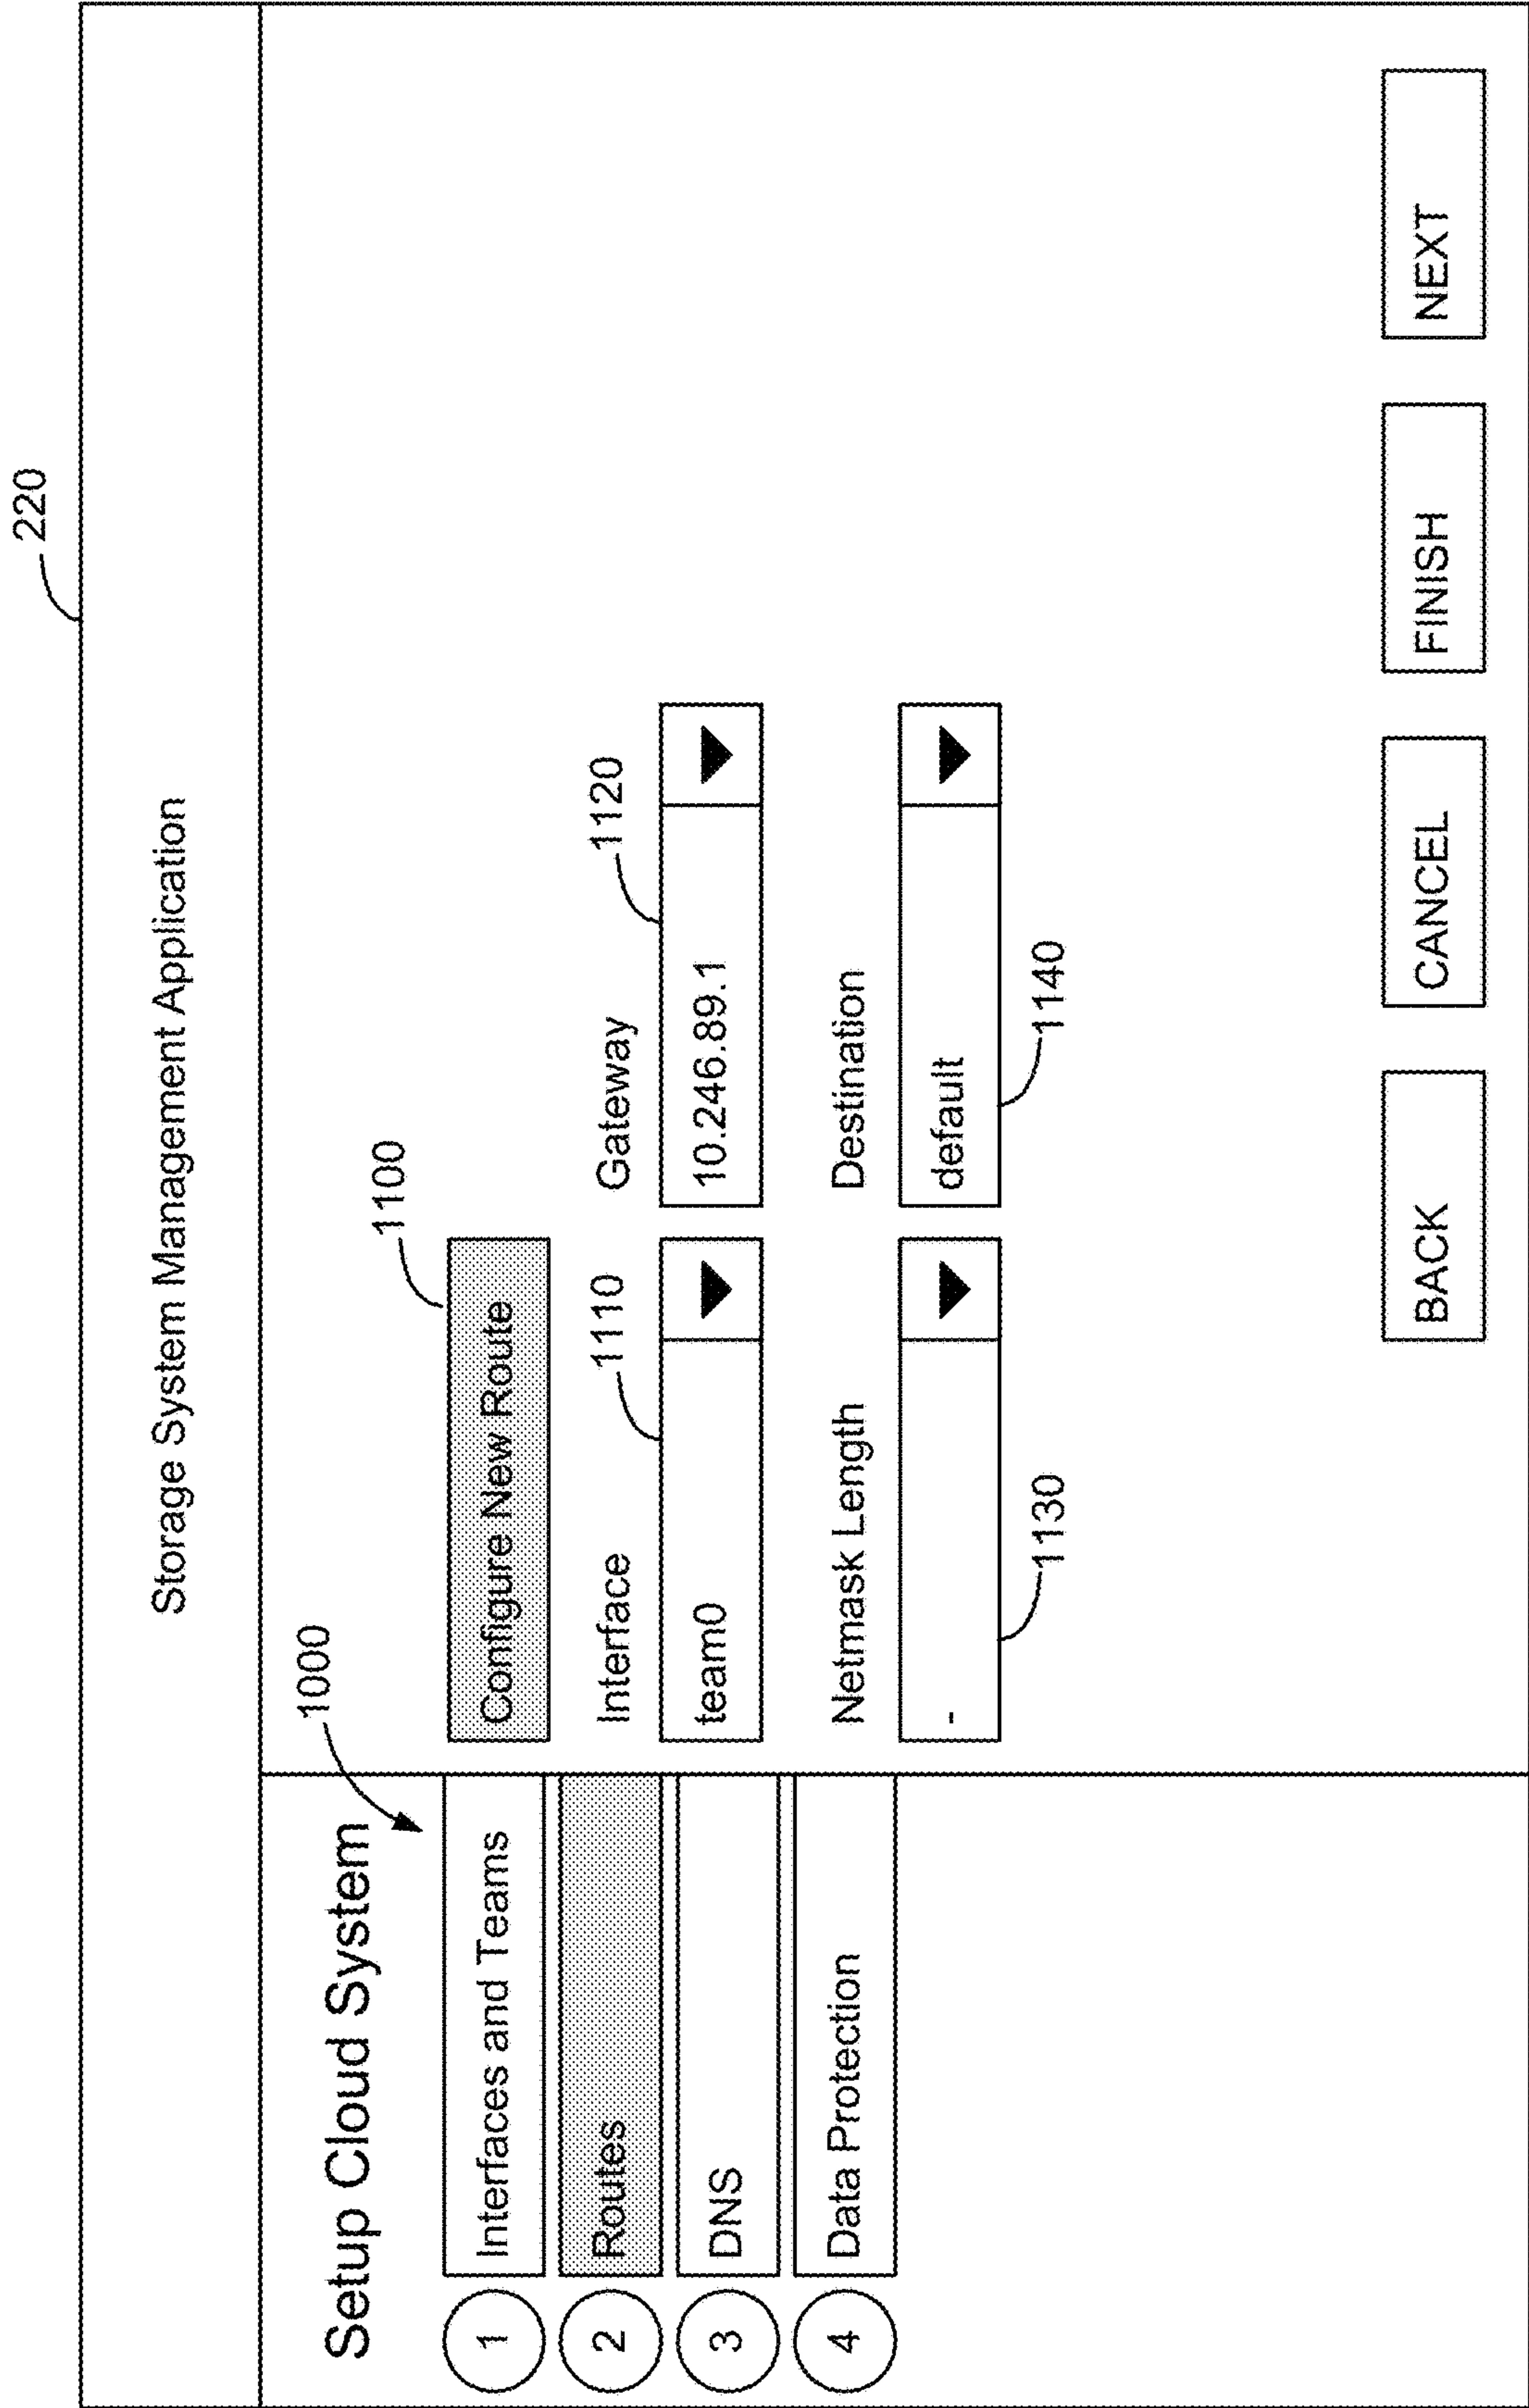 220
Storage System Management Application
Setup Cloud System
1000
1 Interfaces and Teams
2 Routes
3 DNS
4 Data Protection
1100
Configure New Route
Interface 1110
team0
Gateway 1120
10.246.89.1
Netmask Length
-
1130
Destination
default
1140
BACK CANCEL FINISH NEXT